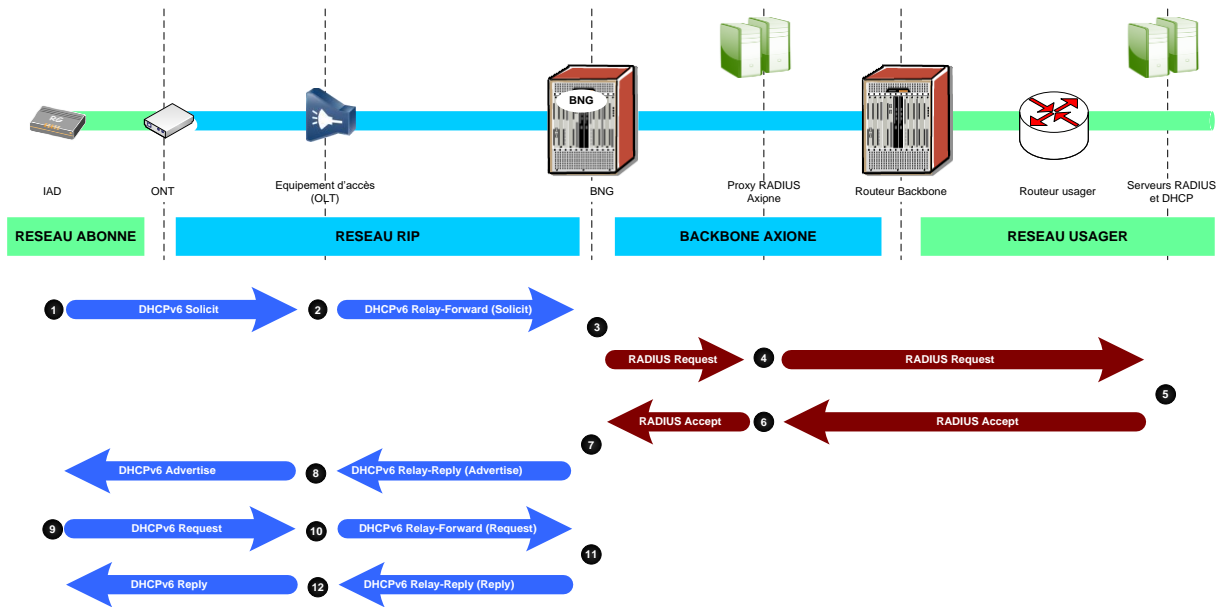 BNG
IAD
ONT
Equipement d'accès
(OLT)
BNG
Proxy RADIUS
Axione
Routeur Backbone
Routeur usager
Serveurs RADIUS
et DHCP
RESEAU ABONNE
RESEAU RIP
BACKBONE AXIONE
RESEAU USAGER
1
DHCPv6 Solicit
2
DHCPv6 Relay-Forward (Solicit)
3
RADIUS Request
4
RADIUS Request
5
RADIUS Accept
6
RADIUS Accept
7
DHCPv6 Advertise
8
DHCPv6 Relay-Reply (Advertise)
9
DHCPv6 Request
10
DHCPv6 Relay-Forward (Request)
11
DHCPv6 Reply
12
DHCPv6 Relay-Reply (Reply)